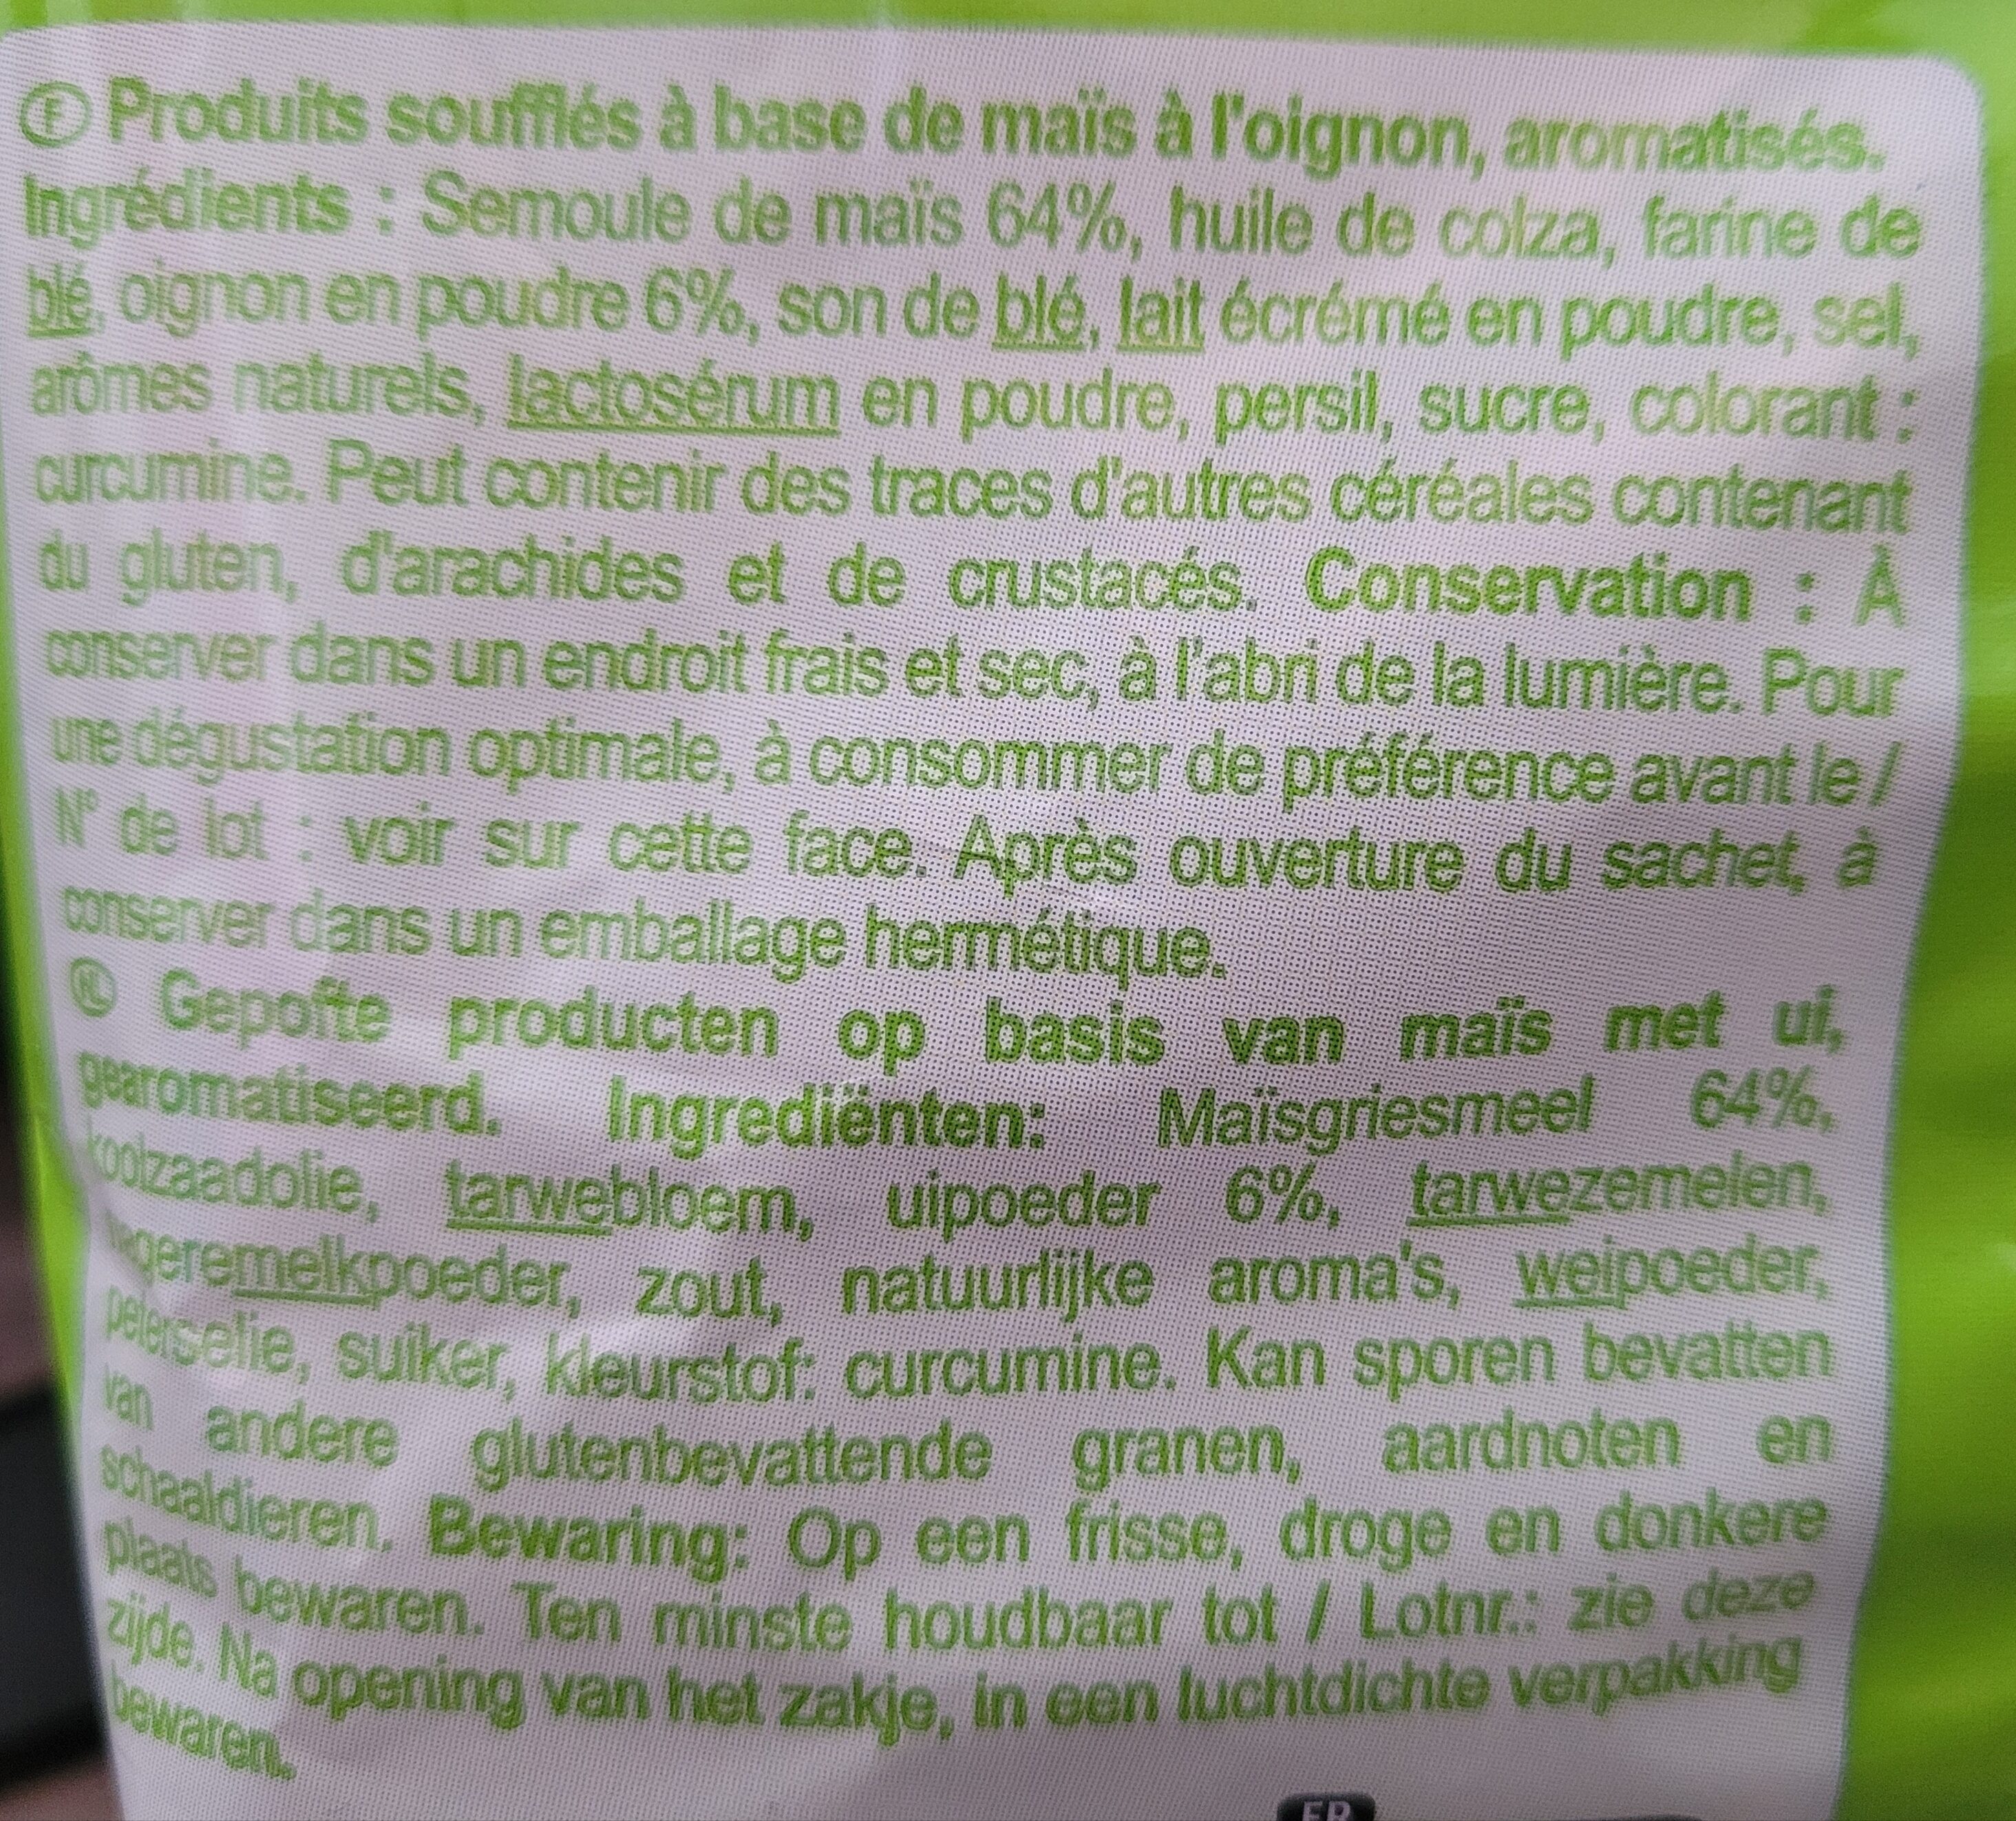 Ⓕ Produits soufflés à base de maïs à l'oignon, aromatisés.
Ingrédients : Semoule de maïs 64%, huile de colza, farine de
blé, oignon en poudre 6%, son de blé, lait écrémé en poudre, sel,
arômes naturels, lactosérum en poudre, persil, sucre, colorant :
curcumine. Peut contenir des traces d'autres céréales contenant
du gluten, d'arachides et de crustacés. Conservation : À
conserver dans un endroit frais et sec, à l'abri de la lumière. Pour
une dégustation optimale, à consommer de préférence avant le /
N° de lot : voir sur cette face. Après ouverture du sachet, à
conserver dans un emballage hermétique.
NL Gepofte producten op basis van maïs met ui,
gearomatiseerd. Ingrediënten: Maïsgriesmeel 64%,
koolzaadolie, tarwebloem, uipoeder 6%, tarwezemelen,
mageremelkpoeder, zout, natuurlijke aroma's, weipoeder,
peterselie, suiker, kleurstof: curcumine. Kan sporen bevatten
van andere glutenbevattende granen, aardnoten en
schaaldieren. Bewaring: Op een frisse, droge en donkere
plaats bewaren. Ten minste houdbaar tot / Lotnr.: zie deze
zijde. Na opening van het zakje, in een luchtdichte verpakking
bewaren.
FR